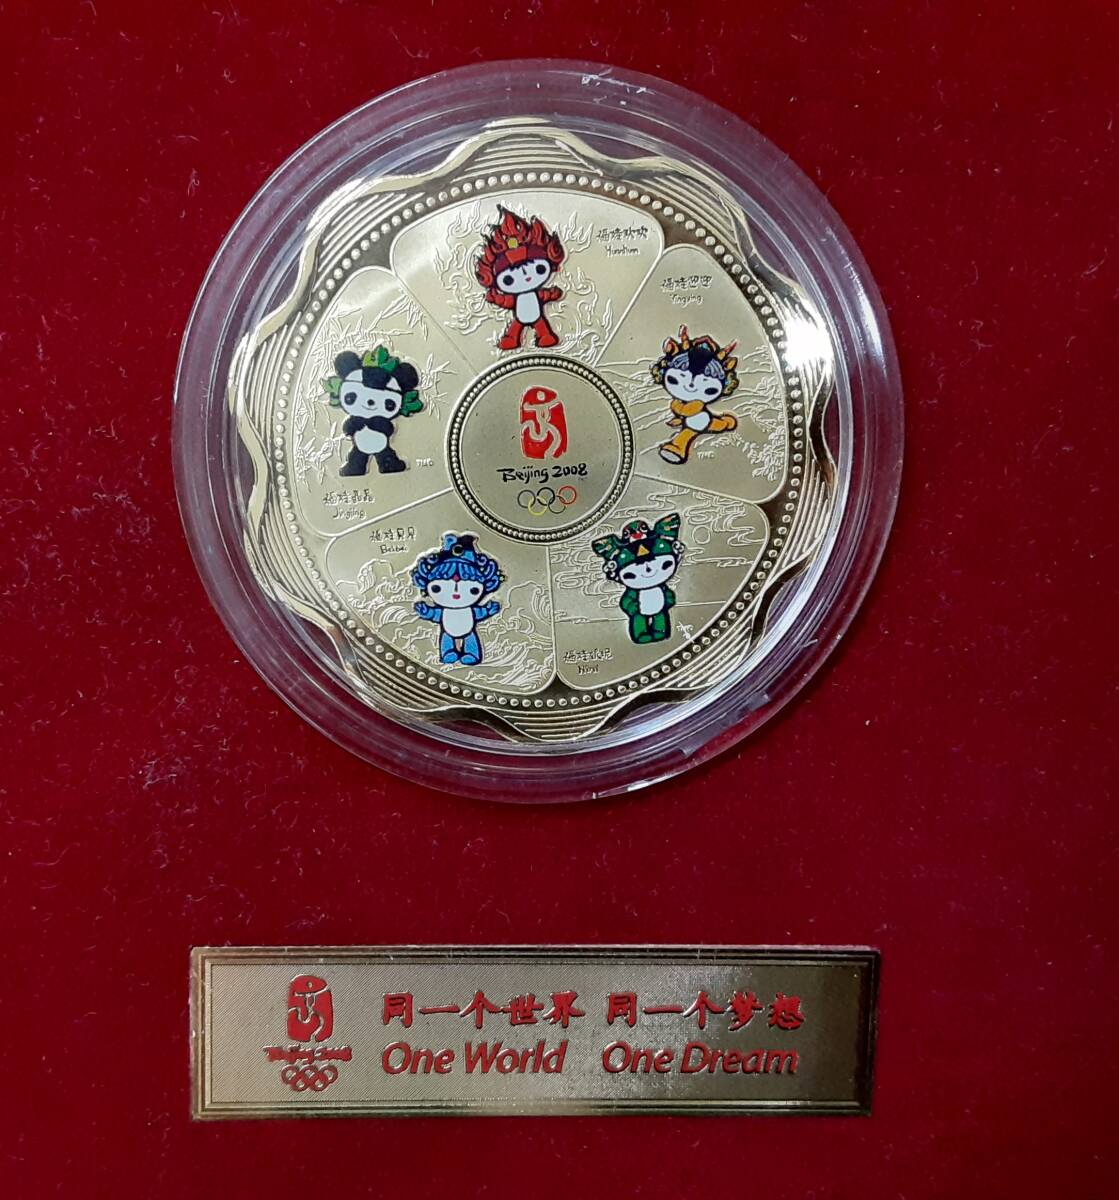 福娃欢欢
Huanhuan
福娃迎迎
Yingying
福娃晶晶
Jingjing
福娃贝贝
Beibei
福娃妮妮
Nini
Beijing 2008
同一个世界 同一个梦想
Beijing 2008
One World One Dream